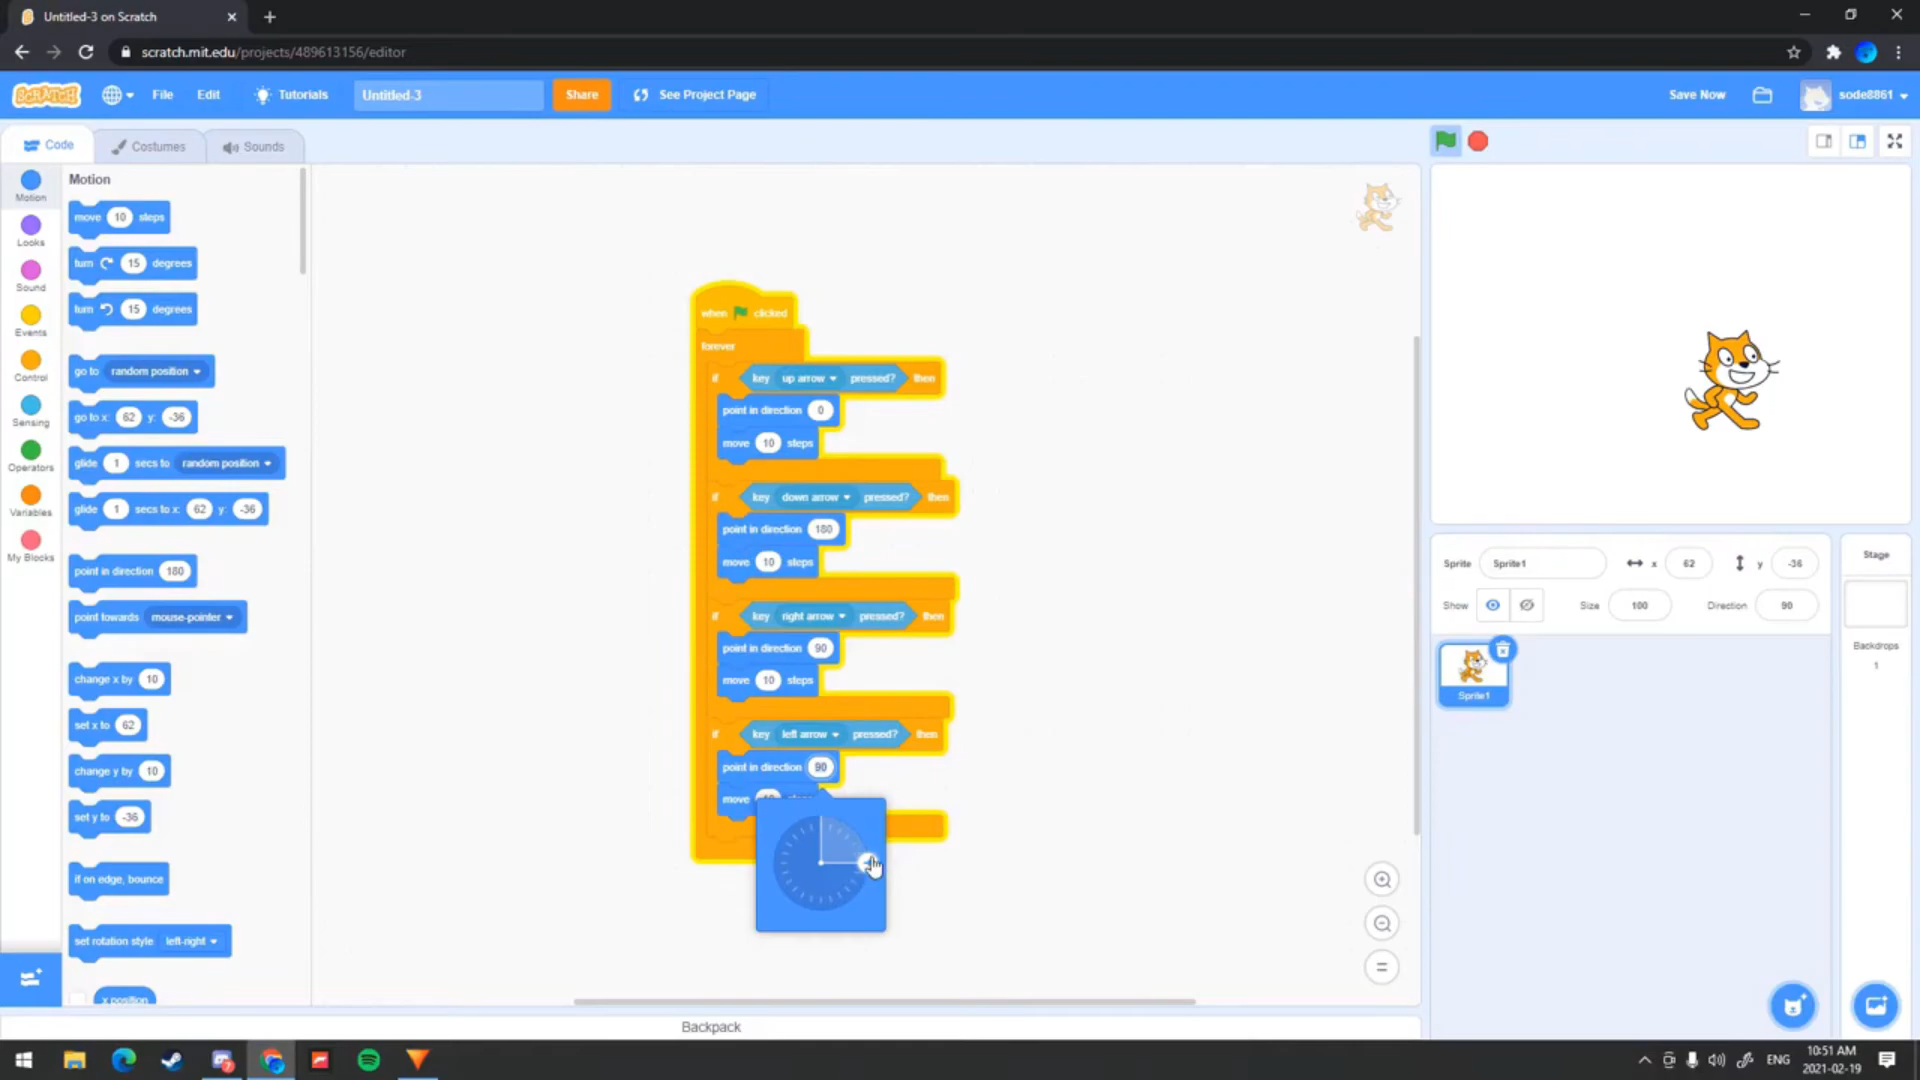 Untitled-3 on Scratch
scratch.mit.edu/projects/489613156/editor
SCRATCH
File
Edit
Tutorials
Untitled-3
Share
See Project Page
Save Now
sode8861
Code
Costumes
Sounds
Motion
Looks
Sound
Events
Control
Sensing
Operators
Variables
My Blocks
Motion
move 10 steps
turn 15 degrees
turn 15 degrees
go to random position
go to x: 62 y: -36
glide 1 secs to random position
glide 1 secs to x: 62 y: -36
point in direction 180
point towards mouse-pointer
change x by 10
set x to 62
change y by 10
set y to -36
if on edge, bounce
set rotation style left-right
x position
when clicked
forever
if key up arrow pressed? then
point in direction 0
move 10 steps
if key down arrow pressed? then
point in direction 180
move 10 steps
if key right arrow pressed? then
point in direction 90
move 10 steps
if key left arrow pressed? then
point in direction 90
move
Sprite Sprite1 x 62 y -36
Show Size 100 Direction 90
Sprite1
Stage
Backdrops
1
Backpack
ENG
10:51 AM
2021-02-19